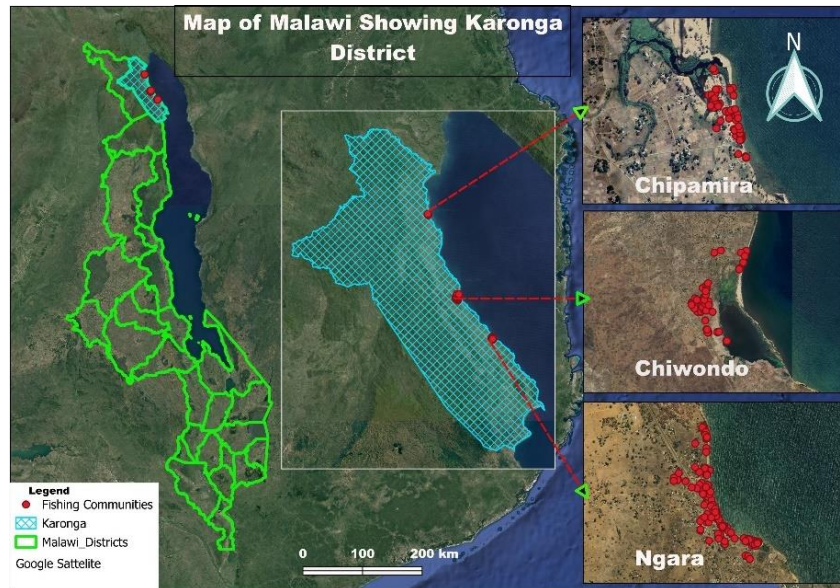 Map of Malawi Showing Karonga
District
N
Chipamira
Chiwondo
Ngara
Legend
Fishing Communities
Karonga
Malawi_Districts
Google Sattelite
0 100 200 km